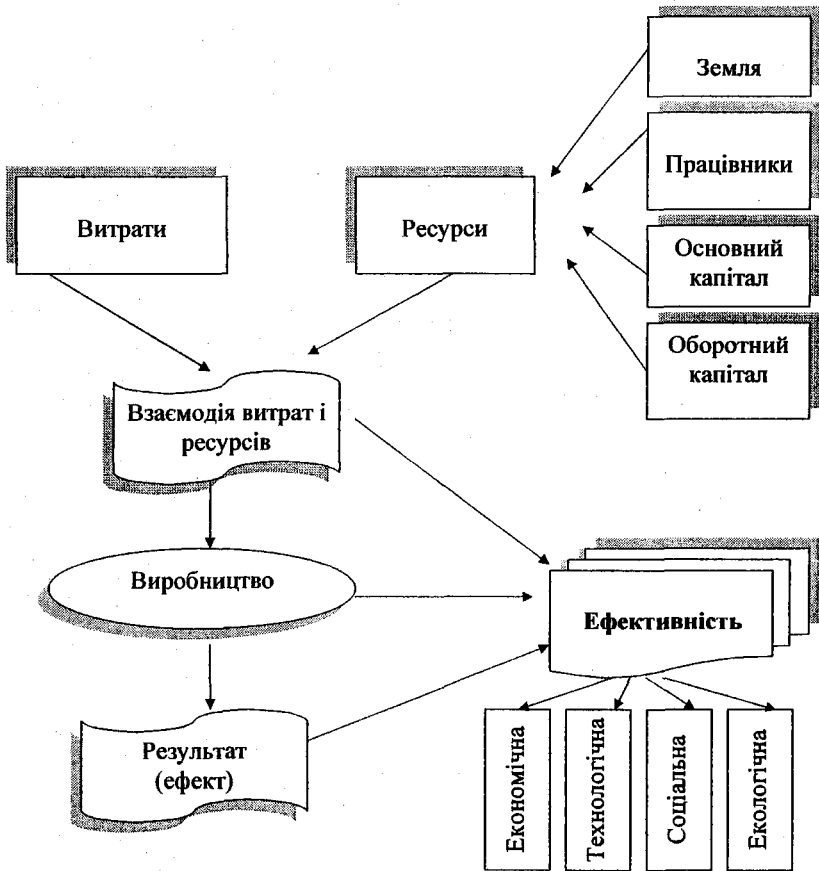 Земля
Працівники
Витрати
Ресурси
Основний
капітал
Оборотний
капітал
Взаємодія витрат і
ресурсів
Виробництво
Ефективність
Результат
(ефект)
Економічна
Технологічна
Соціальна
Екологічна